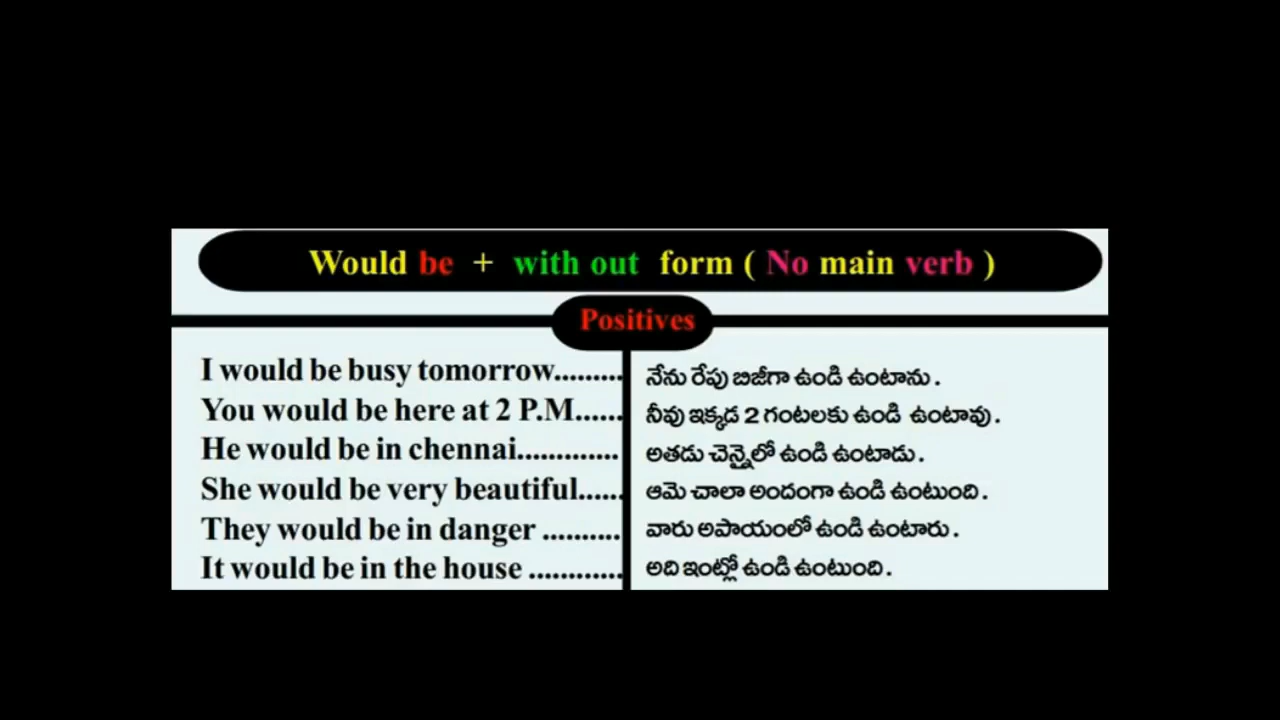 Would be + with out form ( No main verb )
Positives
I would be busy tomorrow......... నేను రేపు బిజీగా ఉండి ఉంటాను .
You would be here at 2 P.M...... నీవు ఇక్కడ 2 గంటలకు ఉండి ఉంటావు .
He would be in chennai............. అతడు చెన్నైలో ఉండి ఉంటాడు .
She would be very beautiful...... ఆమె చాలా అందంగా ఉండి ఉంటుంది .
They would be in danger .......... వారు అపాయంలో ఉండి ఉంటారు .
It would be in the house ............ అది ఇంట్లో ఉండి ఉంటుంది .